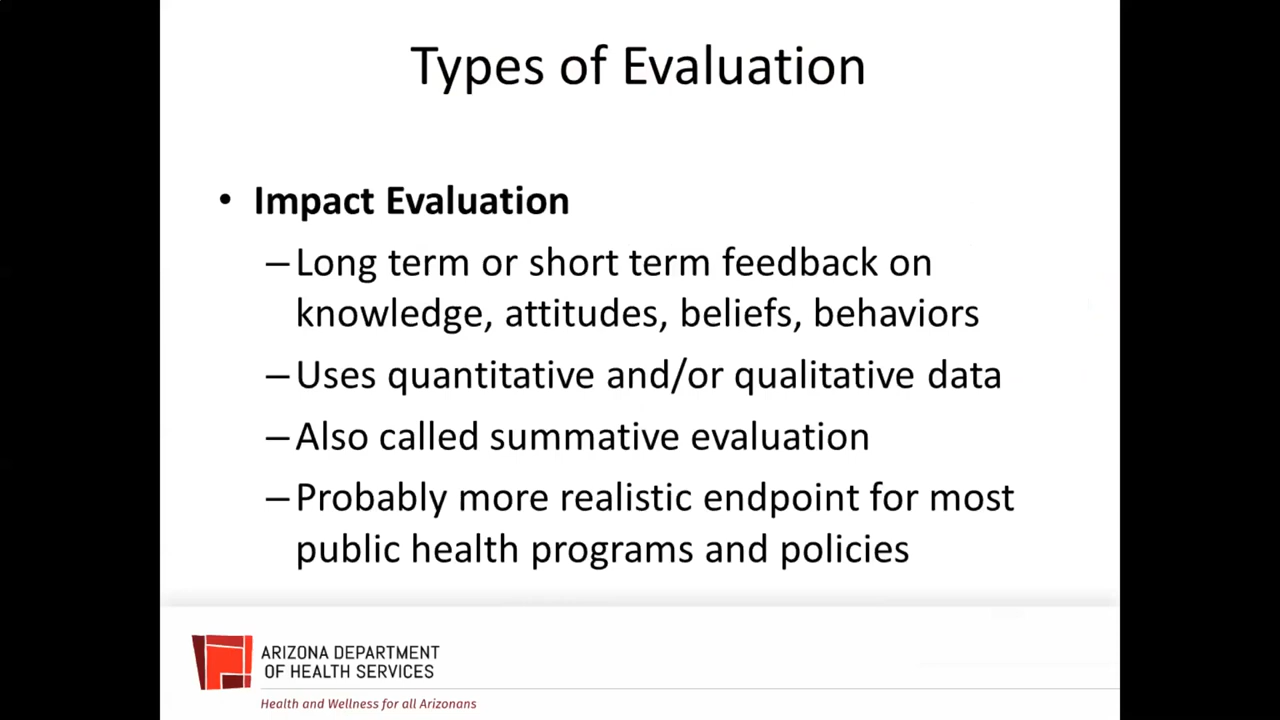 Types of Evaluation
• Impact Evaluation
–Long term or short term feedback on
knowledge, attitudes, beliefs, behaviors
–Uses quantitative and/or qualitative data
–Also called summative evaluation
–Probably more realistic endpoint for most
public health programs and policies
ARIZONA DEPARTMENT
OF HEALTH SERVICES
Health and Wellness for all Arizonans